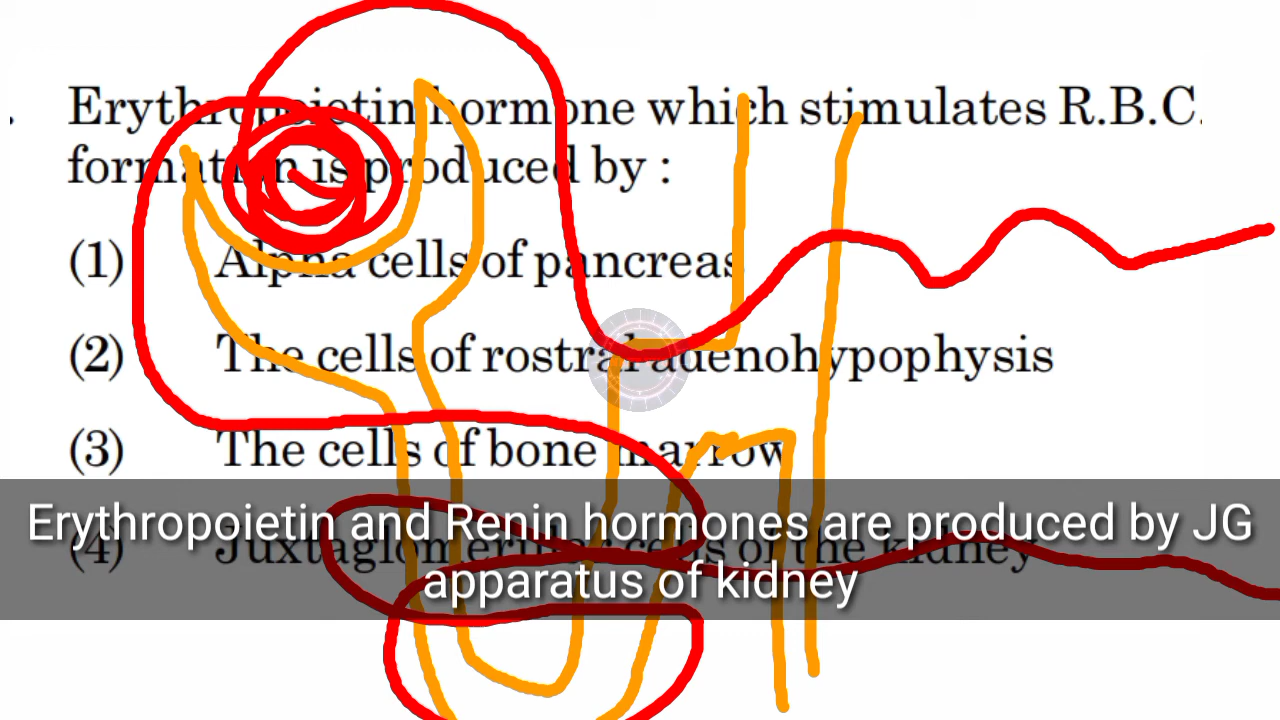 Erythropoietin hormone which stimulates R.B.C.
formation is produced by :
(1) Alpha cells of pancreas
(2) The cells of rostral adenohypophysis
(3) The cells of bone marrow
Erythropoietin and Renin hormones are produced by JG
(4) Juxtaglomerular cells of the kidney
apparatus of kidney